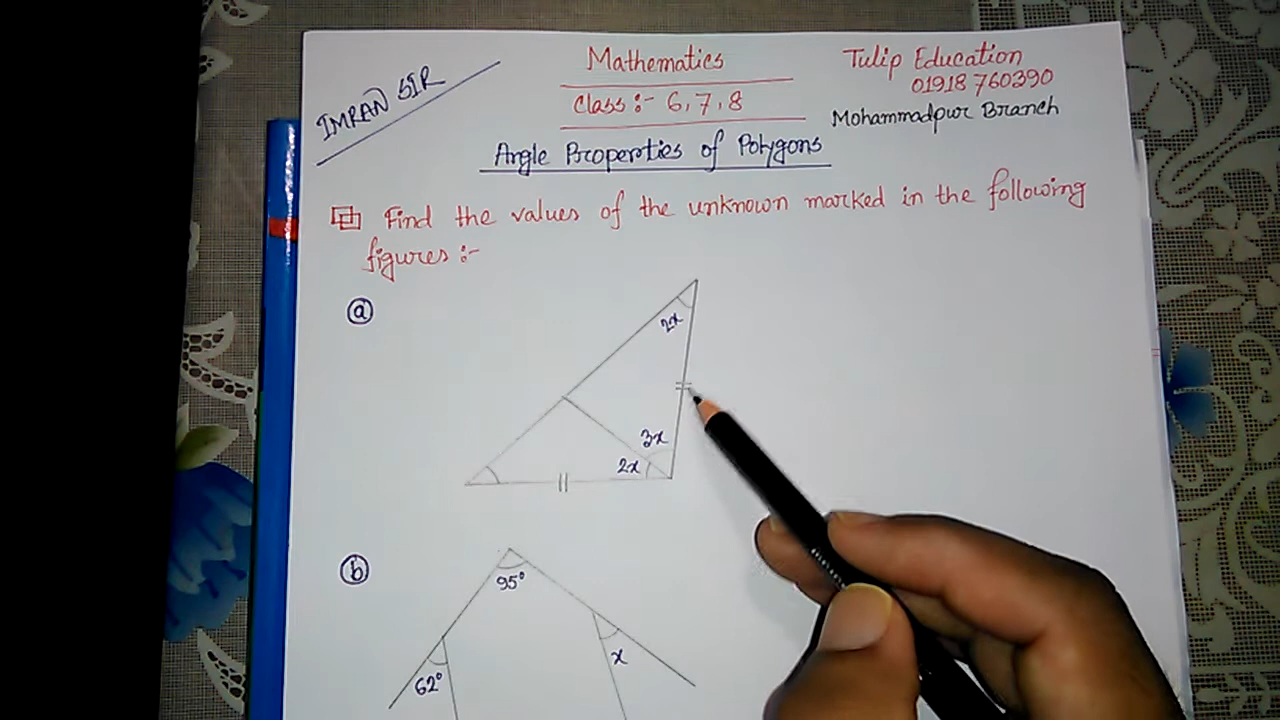 IMRAN SIR
Mathematics
Class :- 6, 7, 8
Tulip Education
01918 760390
Mohammadpur Branch
Angle Properties of Polygons
Find the values of the unknown marked in the following
figures :-
a
2x
3x
2x
b
95°
x
62°